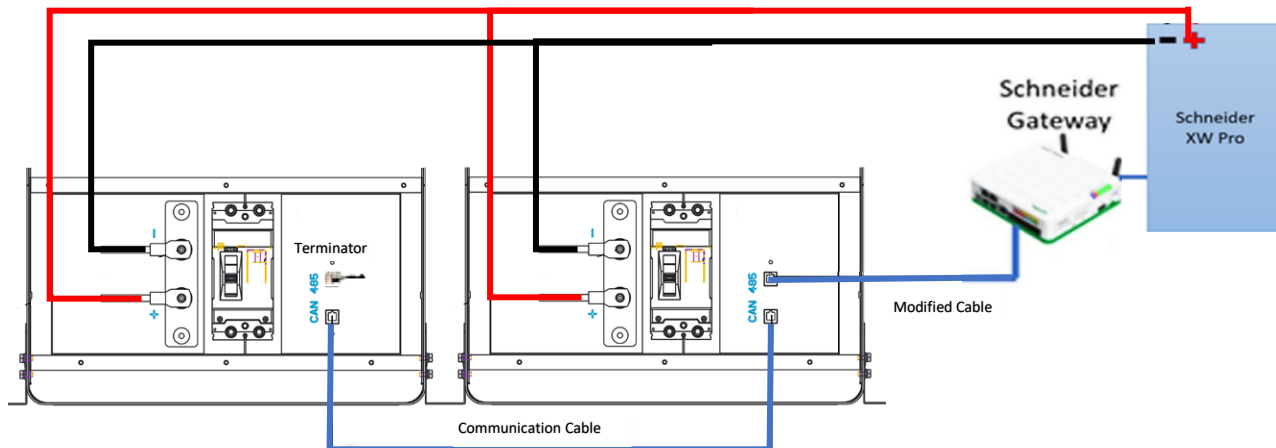 Schneider
Gateway
Schneider
XW Pro
−
+
Terminator
CAN 485
−
+
CAN 485
Modified Cable
−
+
Communication Cable